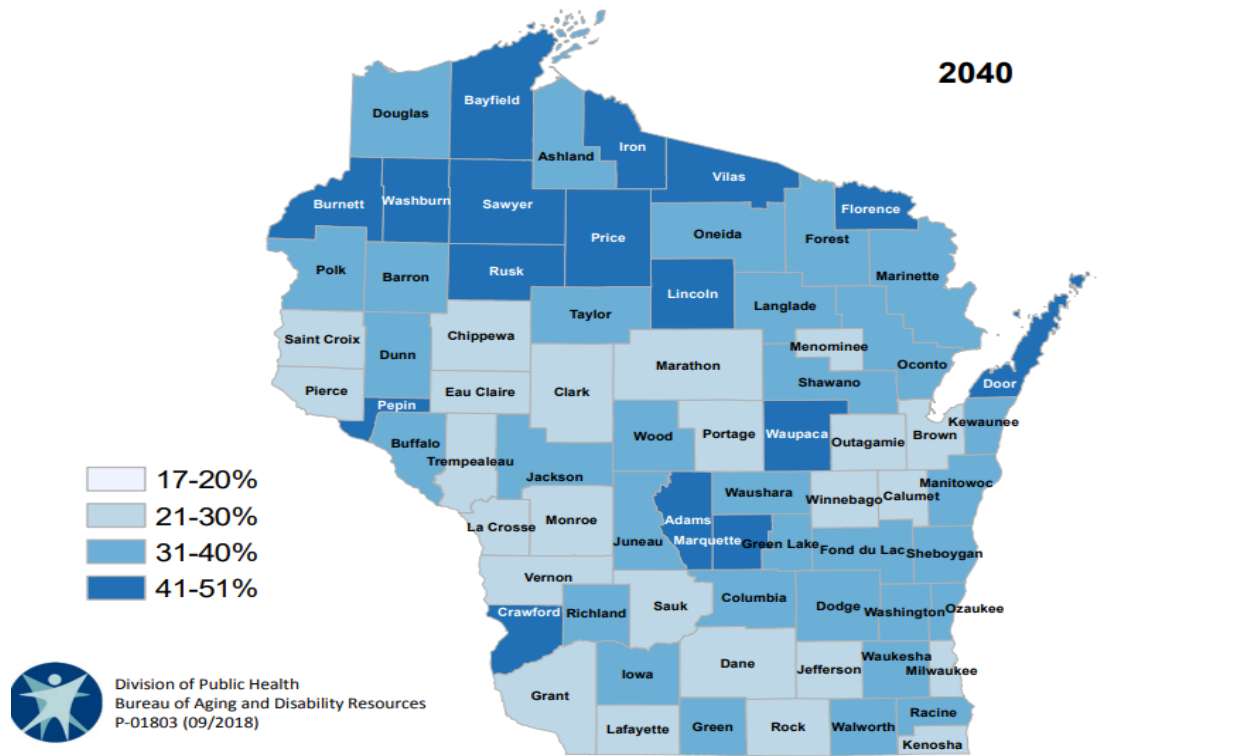 2040
Bayfield
Douglas
Iron
Ashland
Vilas
Burnett
Washburn
Sawyer
Florence
Price
Oneida
Forest
Polk
Barron
Rusk
Marinette
Lincoln
Langlade
Taylor
Saint Croix
Chippewa
Menominee
Dunn
Marathon
Oconto
Pierce
Eau Claire
Clark
Shawano
Door
Pepin
Buffalo
Wood
Portage
Waupaca
Outagamie
Brown
Kewaunee
Trempealeau
Jackson
17-20%
21-30%
31-40%
41-51%
Waushara
Winnebago
Calumet
Manitowoc
La Crosse
Monroe
Adams
Juneau
Marquette
Green Lake
Fond du Lac
Sheboygan
Vernon
Crawford
Richland
Sauk
Columbia
Dodge
Washington
Ozaukee
Grant
Iowa
Dane
Jefferson
Waukesha
Milwaukee
Lafayette
Green
Rock
Walworth
Racine
Kenosha
Division of Public Health
Bureau of Aging and Disability Resources
P-01803 (09/2018)